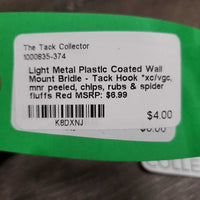 The Tack Collector
1000835-374
Light Metal Plastic Coated Wall
Mount Bridle - Tack Hook *xc/vgc,
mnr peeled, chips, rubs & spider
fluffs Red MSRP: $6.99
$4.00
K8DXNJ